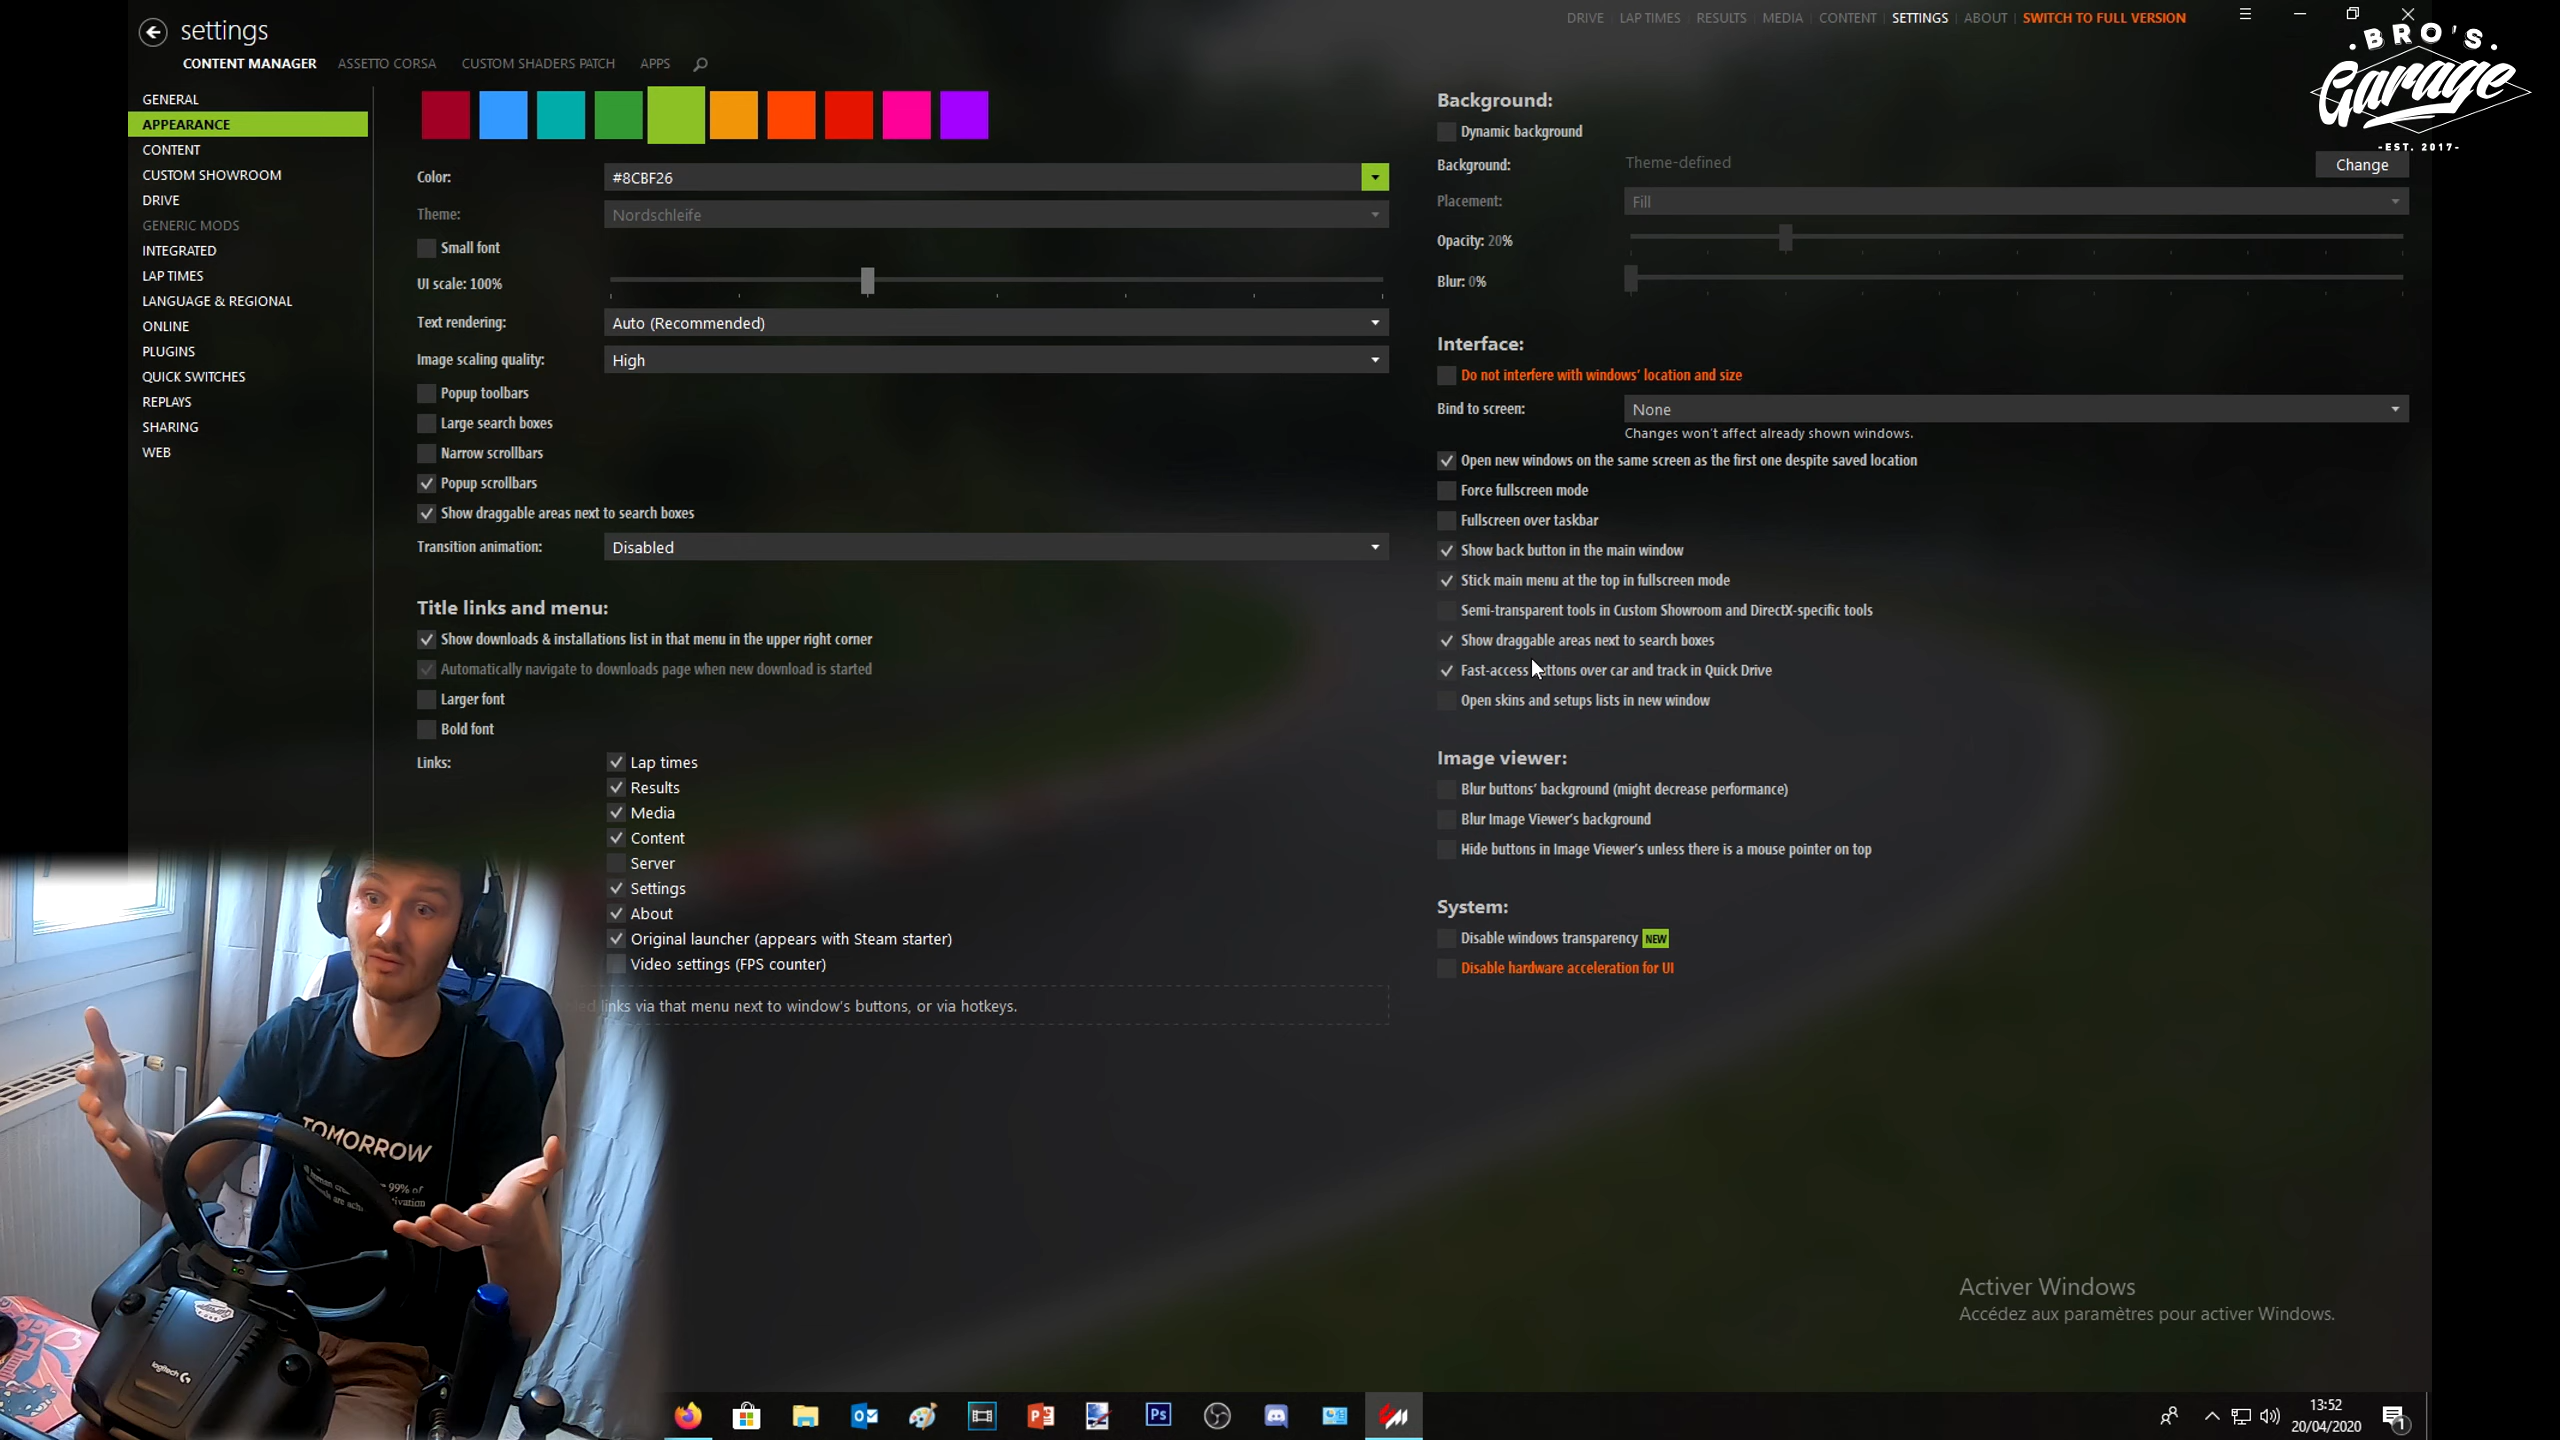 settings
DRIVE LAP TIMES RESULTS MEDIA CONTENT SETTINGS ABOUT SWITCH TO FULL VERSION
CONTENT MANAGER ASSETTO CORSA CUSTOM SHADERS PATCH APPS
BRO'S
Garage
-EST. 2017-
GENERAL
APPEARANCE
CONTENT
CUSTOM SHOWROOM
DRIVE
GENERIC MODS
INTEGRATED
LAP TIMES
LANGUAGE & REGIONAL
ONLINE
PLUGINS
QUICK SWITCHES
REPLAYS
SHARING
WEB
Color: #8CBF26
Theme: Nordschleife
Small font
UI scale: 100%
Text rendering: Auto (Recommended)
Image scaling quality: High
Popup toolbars
Large search boxes
Narrow scrollbars
Popup scrollbars
Show draggable areas next to search boxes
Transition animation: Disabled
Title links and menu:
Show downloads & installations list in that menu in the upper right corner
Automatically navigate to downloads page when new download is started
Larger font
Bold font
Links: Lap times
Results
Media
Content
Server
Settings
About
Original launcher (appears with Steam starter)
Video settings (FPS counter)
links via that menu next to window's buttons, or via hotkeys.
Background:
Dynamic background
Background: Theme-defined Change
Placement: Fill
Opacity: 20%
Blur: 0%
Interface:
Do not interfere with windows' location and size
Bind to screen: None
Changes won't affect already shown windows.
Open new windows on the same screen as the first one despite saved location
Force fullscreen mode
Fullscreen over taskbar
Show back button in the main window
Stick main menu at the top in fullscreen mode
Semi-transparent tools in Custom Showroom and DirectX-specific tools
Show draggable areas next to search boxes
Fast-access buttons over car and track in Quick Drive
Open skins and setups lists in new window
Image viewer:
Blur buttons' background (might decrease performance)
Blur Image Viewer's background
Hide buttons in Image Viewer's unless there is a mouse pointer on top
System:
Disable windows transparency NEW
Disable hardware acceleration for UI
TOMORROW
99% of
logitech G
Activer Windows
Accédez aux paramètres pour activer Windows.
Ps
13:52
20/04/2020
1